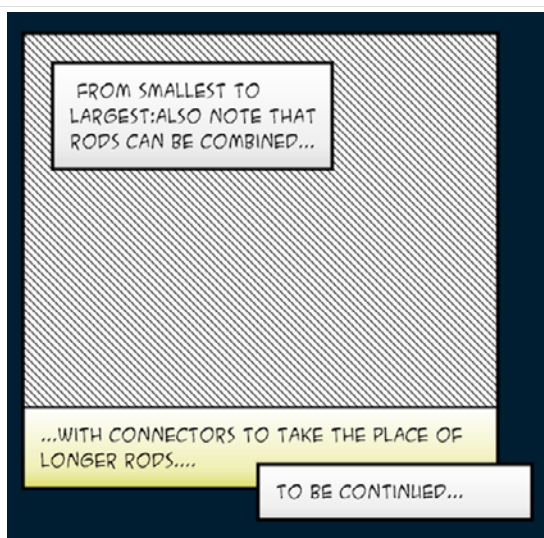 FROM SMALLEST TO
LARGEST:ALSO NOTE THAT
RODS CAN BE COMBINED...
...WITH CONNECTORS TO TAKE THE PLACE OF
LONGER RODS....
TO BE CONTINUED...